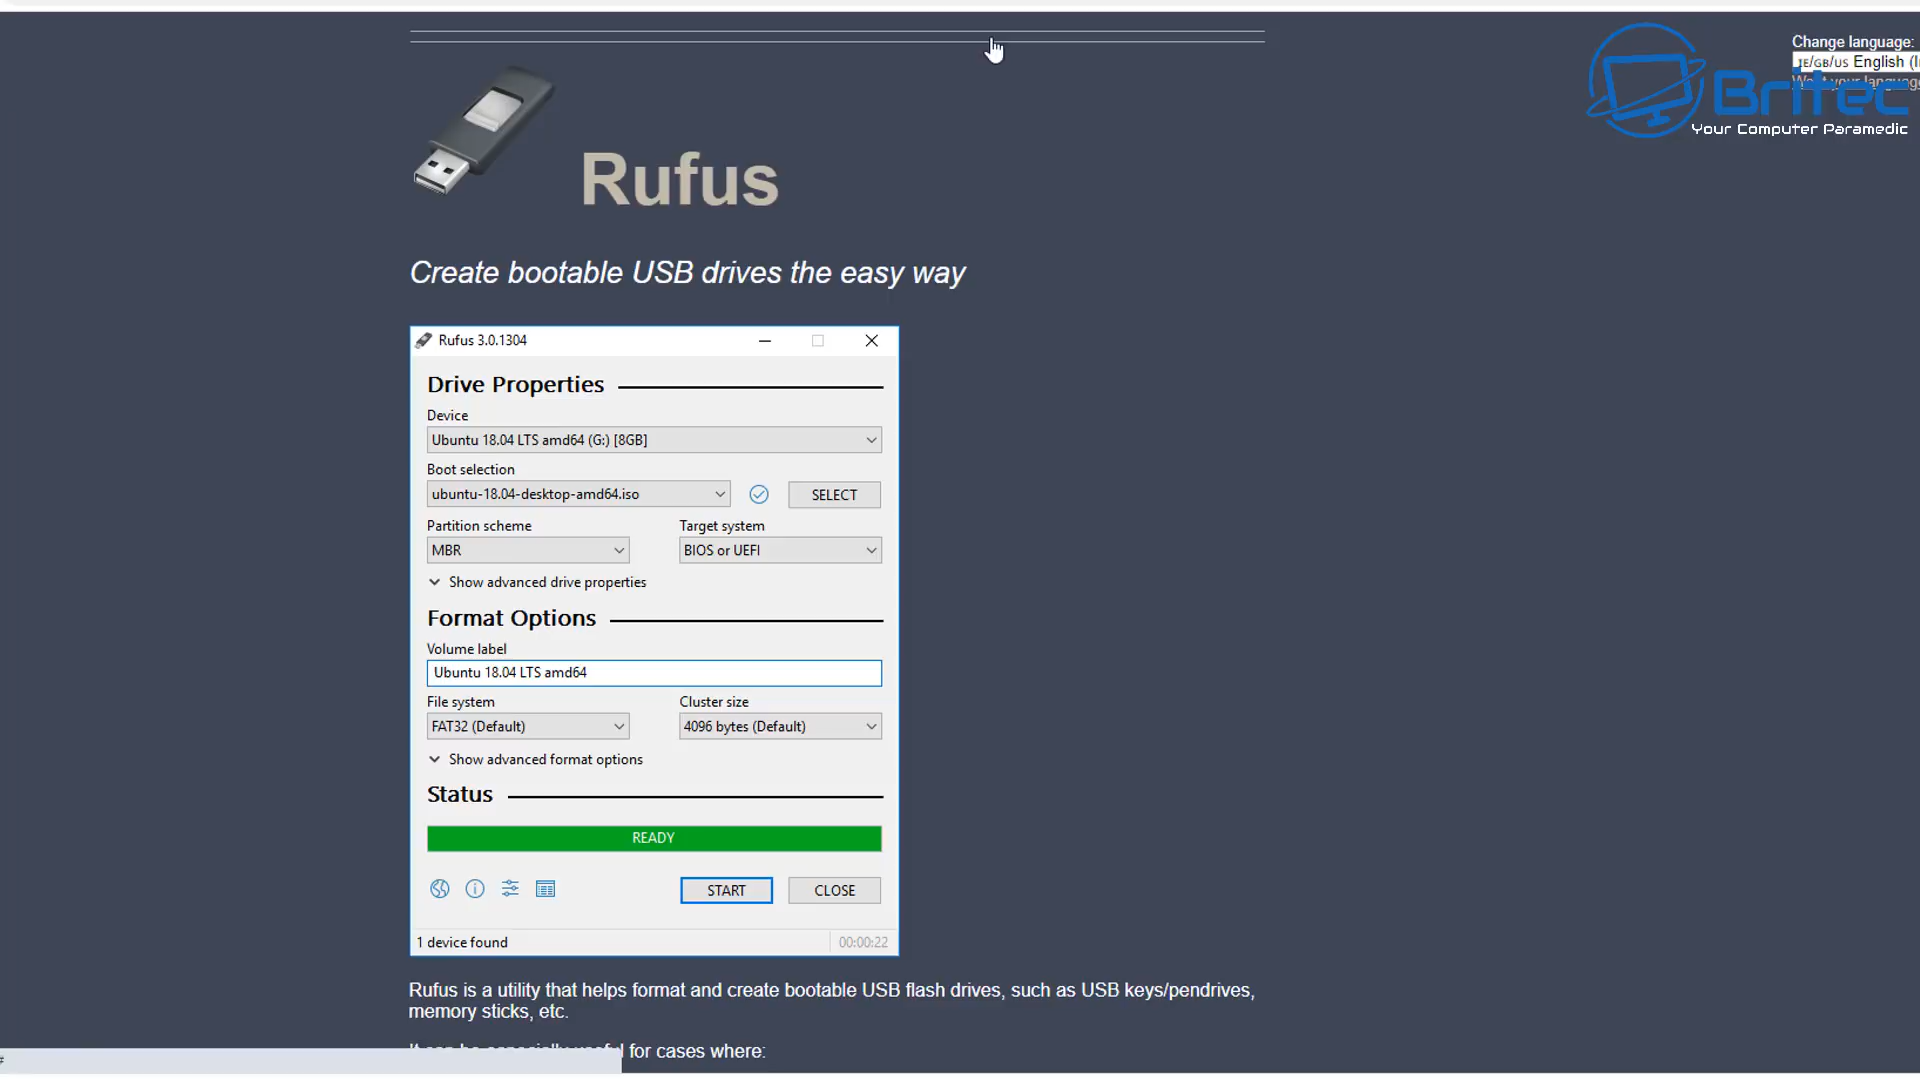 Change language:
IE/GB/US English (I
Britec
Your Computer Paramedic
Rufus
Create bootable USB drives the easy way
Rufus 3.0.1304
Drive Properties
Device
Ubuntu 18.04 LTS amd64 (G:) [8GB]
Boot selection
ubuntu-18.04-desktop-amd64.iso
SELECT
Partition scheme
Target system
MBR
BIOS or UEFI
Show advanced drive properties
Format Options
Volume label
Ubuntu 18.04 LTS amd64
File system
Cluster size
FAT32 (Default)
4096 bytes (Default)
Show advanced format options
Status
READY
START
CLOSE
1 device found
00:00:22
Rufus is a utility that helps format and create bootable USB flash drives, such as USB keys/pendrives,
memory sticks, etc.
for cases where: